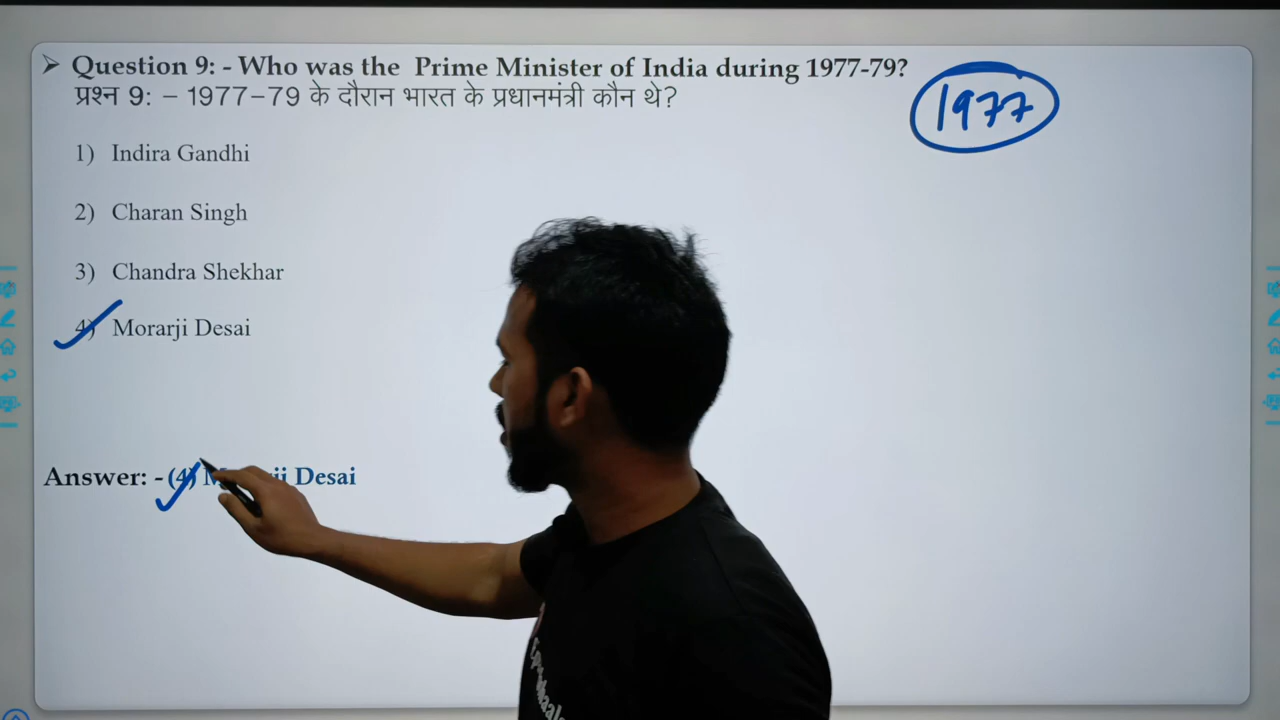 ➢ Question 9: - Who was the Prime Minister of India during 1977-79?
प्रश्न 9: – 1977–79 के दौरान भारत के प्रधानमंत्री कौन थे?
1977
1) Indira Gandhi
2) Charan Singh
3) Chandra Shekhar
4) Morarji Desai
Answer: - (4) Desai